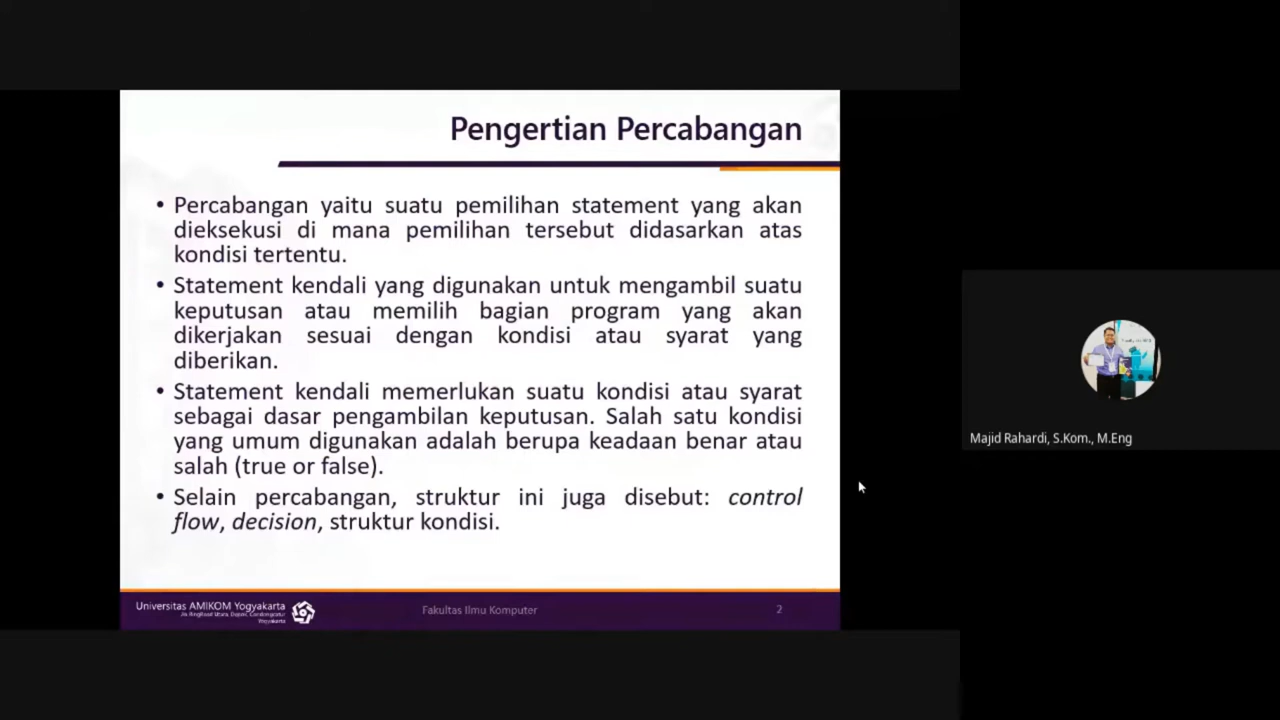 Pengertian Percabangan
• Percabangan yaitu suatu pemilihan statement yang akan
dieksekusi di mana pemilihan tersebut didasarkan atas
kondisi tertentu.
• Statement kendali yang digunakan untuk mengambil suatu
keputusan atau memilih bagian program yang akan
dikerjakan sesuai dengan kondisi atau syarat yang
diberikan.
• Statement kendali memerlukan suatu kondisi atau syarat
sebagai dasar pengambilan keputusan. Salah satu kondisi
yang umum digunakan adalah berupa keadaan benar atau
salah (true or false).
• Selain percabangan, struktur ini juga disebut: control
flow, decision, struktur kondisi.
Universitas AMIKOM Yogyakarta
Yogyakarta
Fakultas Ilmu Komputer
2
Majid Rahardi, S.Kom., M.Eng